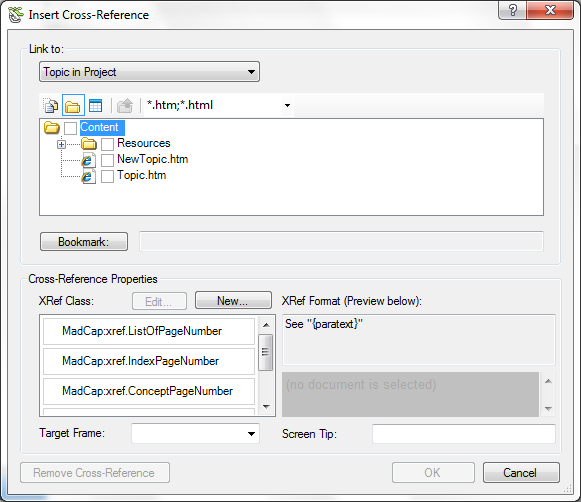 Insert Cross-Reference
Link to:
Topic in Project
*.htm;*.html
Content
Resources
NewTopic.htm
Topic.htm
Bookmark:
Cross-Reference Properties
XRef Class:
Edit...
New...
XRef Format (Preview below):
MadCap:xref.ListOfPageNumber
MadCap:xref.IndexPageNumber
MadCap:xref.ConceptPageNumber
See "{paratext}"
(no document is selected)
Target Frame:
Screen Tip:
Remove Cross-Reference
OK
Cancel